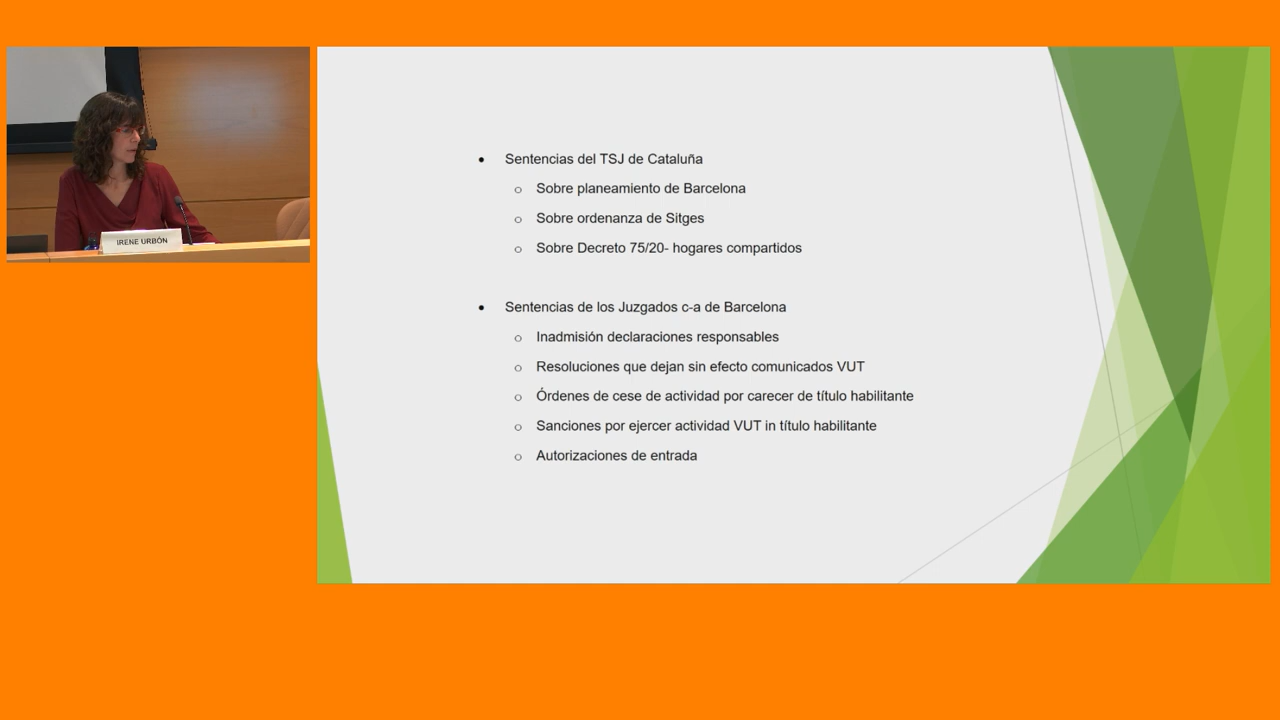 IRENE URBÓN
• Sentencias del TSJ de Cataluña
o Sobre planeamiento de Barcelona
o Sobre ordenanza de Sitges
o Sobre Decreto 75/20- hogares compartidos
• Sentencias de los Juzgados c-a de Barcelona
o Inadmisión declaraciones responsables
o Resoluciones que dejan sin efecto comunicados VUT
o Órdenes de cese de actividad por carecer de título habilitante
o Sanciones por ejercer actividad VUT in título habilitante
o Autorizaciones de entrada